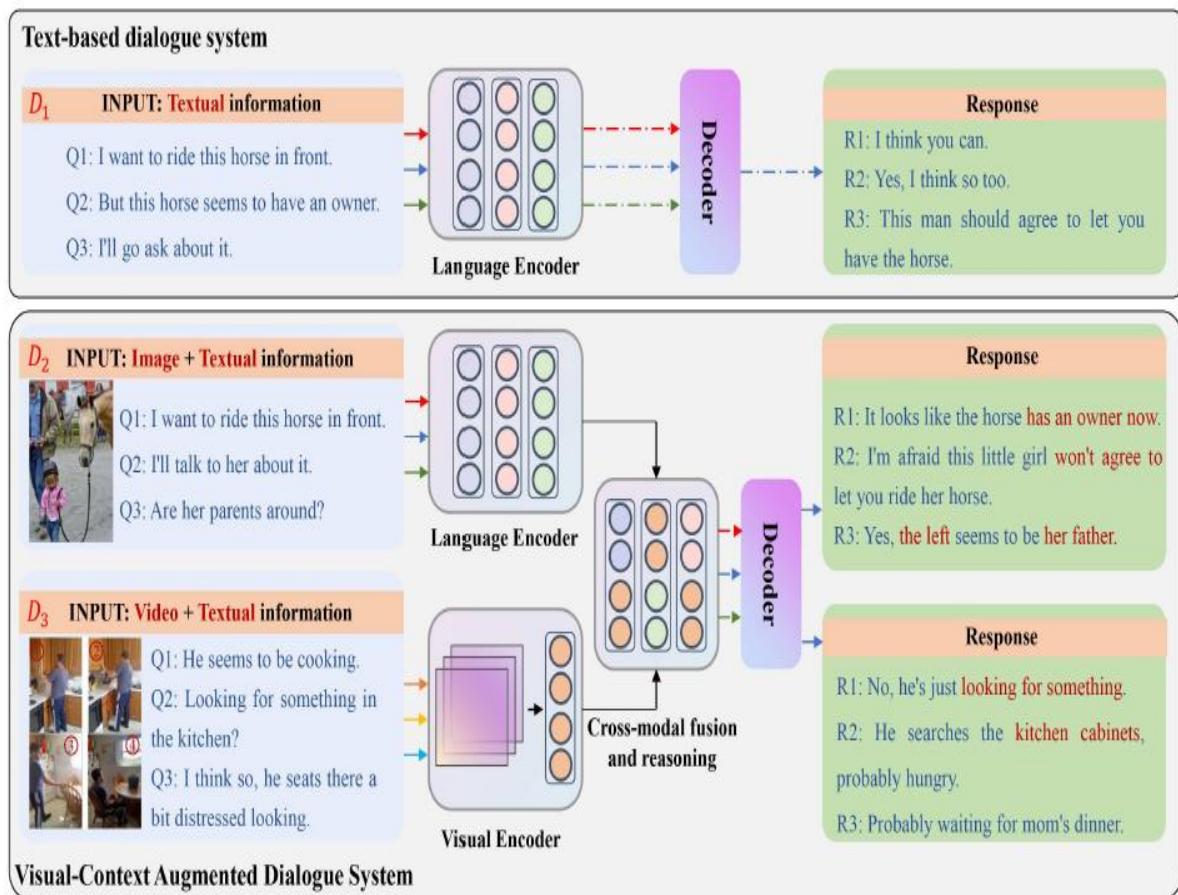 Text-based dialogue system
D1 INPUT: Textual information
Q1: I want to ride this horse in front.
Q2: But this horse seems to have an owner.
Q3: I'll go ask about it.
Language Encoder
Decoder
Response
R1: I think you can.
R2: Yes, I think so too.
R3: This man should agree to let you
have the horse.
D2 INPUT: Image + Textual information
Q1: I want to ride this horse in front.
Q2: I'll talk to her about it.
Q3: Are her parents around?
Language Encoder
D3 INPUT: Video + Textual information
①
②
③
④
Q1: He seems to be cooking.
Q2: Looking for something in
the kitchen?
Q3: I think so, he seats there a
bit distressed looking.
Visual Encoder
Cross-modal fusion
and reasoning
Decoder
Response
R1: It looks like the horse has an owner now.
R2: I'm afraid this little girl won't agree to
let you ride her horse.
R3: Yes, the left seems to be her father.
Response
R1: No, he's just looking for something.
R2: He searches the kitchen cabinets,
probably hungry.
R3: Probably waiting for mom's dinner.
Visual-Context Augmented Dialogue System